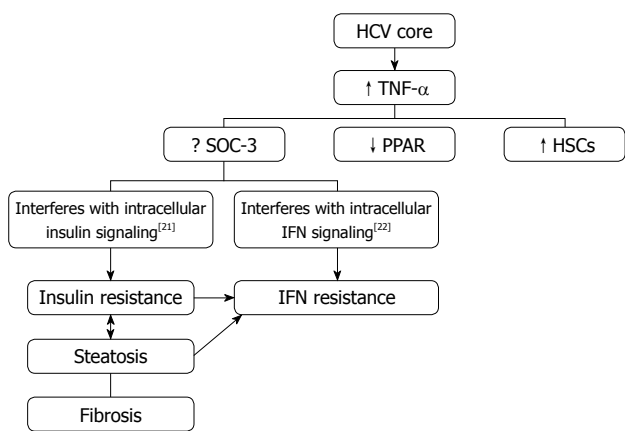 HCV core
↑ TNF-α
? SOC-3
↓ PPAR
↑ HSCs
Interferes with intracellular
insulin signaling[21]
Interferes with intracellular
IFN signaling[22]
Insulin resistance
IFN resistance
Steatosis
Fibrosis